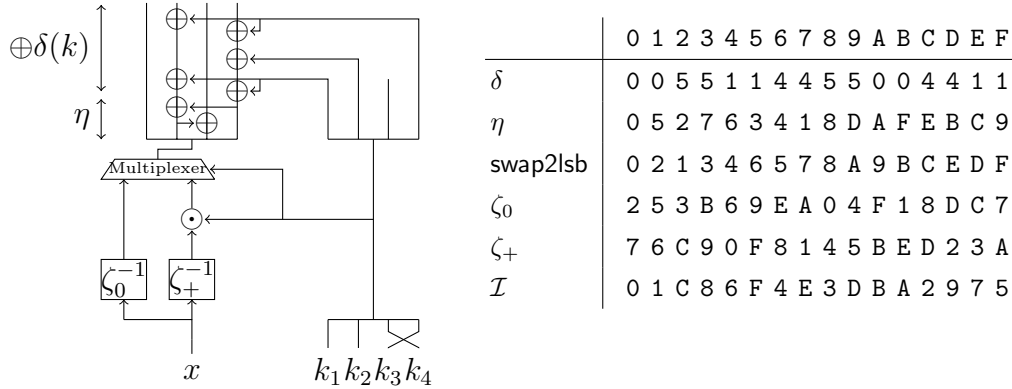 ⊕δ(k)
η
Multiplexer
ζ₀⁻¹ ζ₊⁻¹
x k₁ k₂ k₃ k₄
0 1 2 3 4 5 6 7 8 9 A B C D E F
δ 0 0 5 5 1 1 4 4 5 5 0 0 4 4 1 1
η 0 5 2 7 6 3 4 1 8 D A F E B C 9
swap2lsb 0 2 1 3 4 6 5 7 8 A 9 B C E D F
ζ₀ 2 5 3 B 6 9 E A 0 4 F 1 8 D C 7
ζ₊ 7 6 C 9 0 F 8 1 4 5 B E D 2 3 A
ℐ 0 1 C 8 6 F 4 E 3 D B A 2 9 7 5